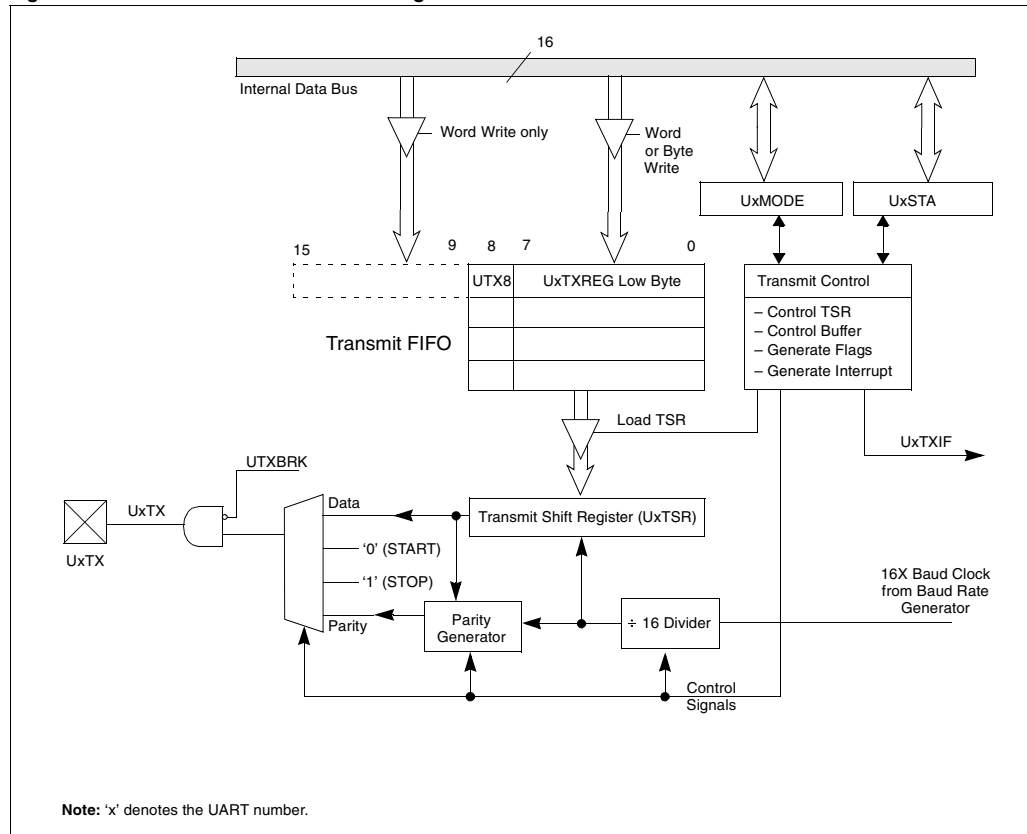 16
Internal Data Bus
Word Write only
Word
or Byte
Write
UxMODE
UxSTA
15
9
8
7
0
UTX8
UxTXREG Low Byte
Transmit Control
– Control TSR
– Control Buffer
– Generate Flags
– Generate Interrupt
Transmit FIFO
Load TSR
UxTXIF
UTXBRK
UxTX
UxTX
Data
Transmit Shift Register (UxTSR)
‘0’ (START)
‘1’ (STOP)
Parity
Parity
Generator
÷ 16 Divider
16X Baud Clock
from Baud Rate
Generator
Control
Signals
Note: ‘x’ denotes the UART number.